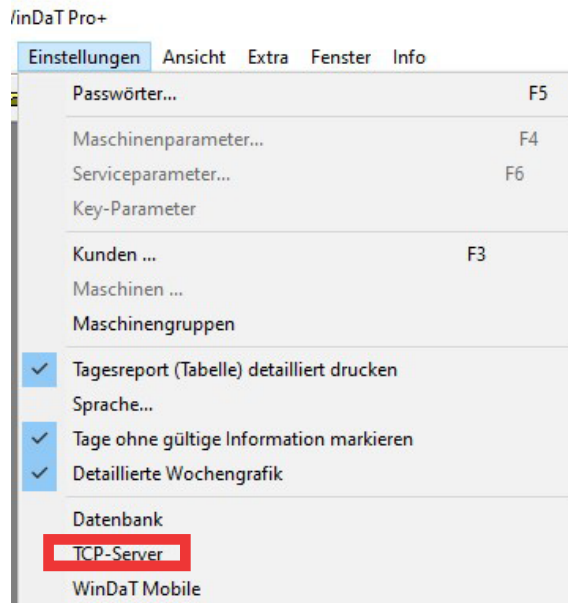 WinDaT Pro+
Einstellungen Ansicht Extra Fenster Info
Passwörter... F5
Maschinenparameter... F4
Serviceparameter... F6
Key-Parameter
Kunden ... F3
Maschinen ...
Maschinengruppen
Tagesreport (Tabelle) detailliert drucken
Sprache...
Tage ohne gültige Information markieren
Detaillierte Wochengrafik
Datenbank
TCP-Server
WinDaT Mobile